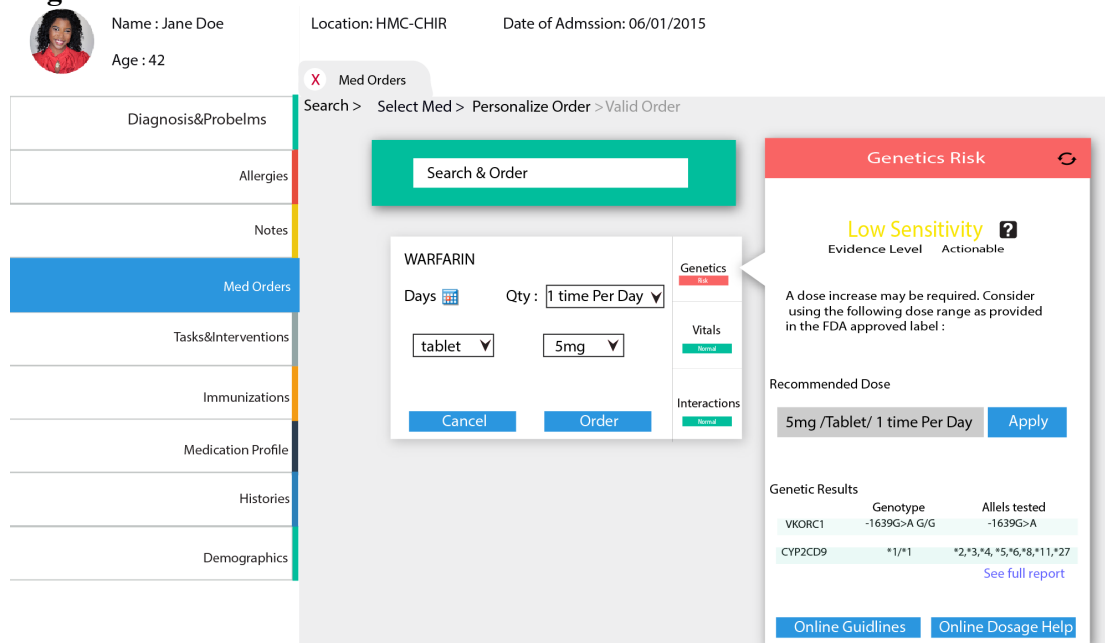 Name : Jane Doe
Location: HMC-CHIR
Date of Admssion: 06/01/2015
Age : 42
X Med Orders
Search > Select Med > Personalize Order > Valid Order
Diagnosis&Probelms
Allergies
Notes
Med Orders
Tasks&Interventions
Immunizations
Medication Profile
Histories
Demographics
Search & Order
WARFARIN
Days
Qty : 1 time Per Day
tablet
5mg
Cancel
Order
Genetics
Risk
Vitals
Normal
Interactions
Normal
Genetics Risk
Low Sensitivity ?
Evidence Level Actionable
A dose increase may be required. Consider
using the following dose range as provided
in the FDA approved label :
Recommended Dose
5mg /Tablet/ 1 time Per Day
Apply
Genetic Results
Genotype Allels tested
VKORC1 -1639G>A G/G -1639G>A
CYP2CD9 *1/*1 *2,*3,*4, *5,*6,*8,*11,*27
See full report
Online Guidlines
Online Dosage Help